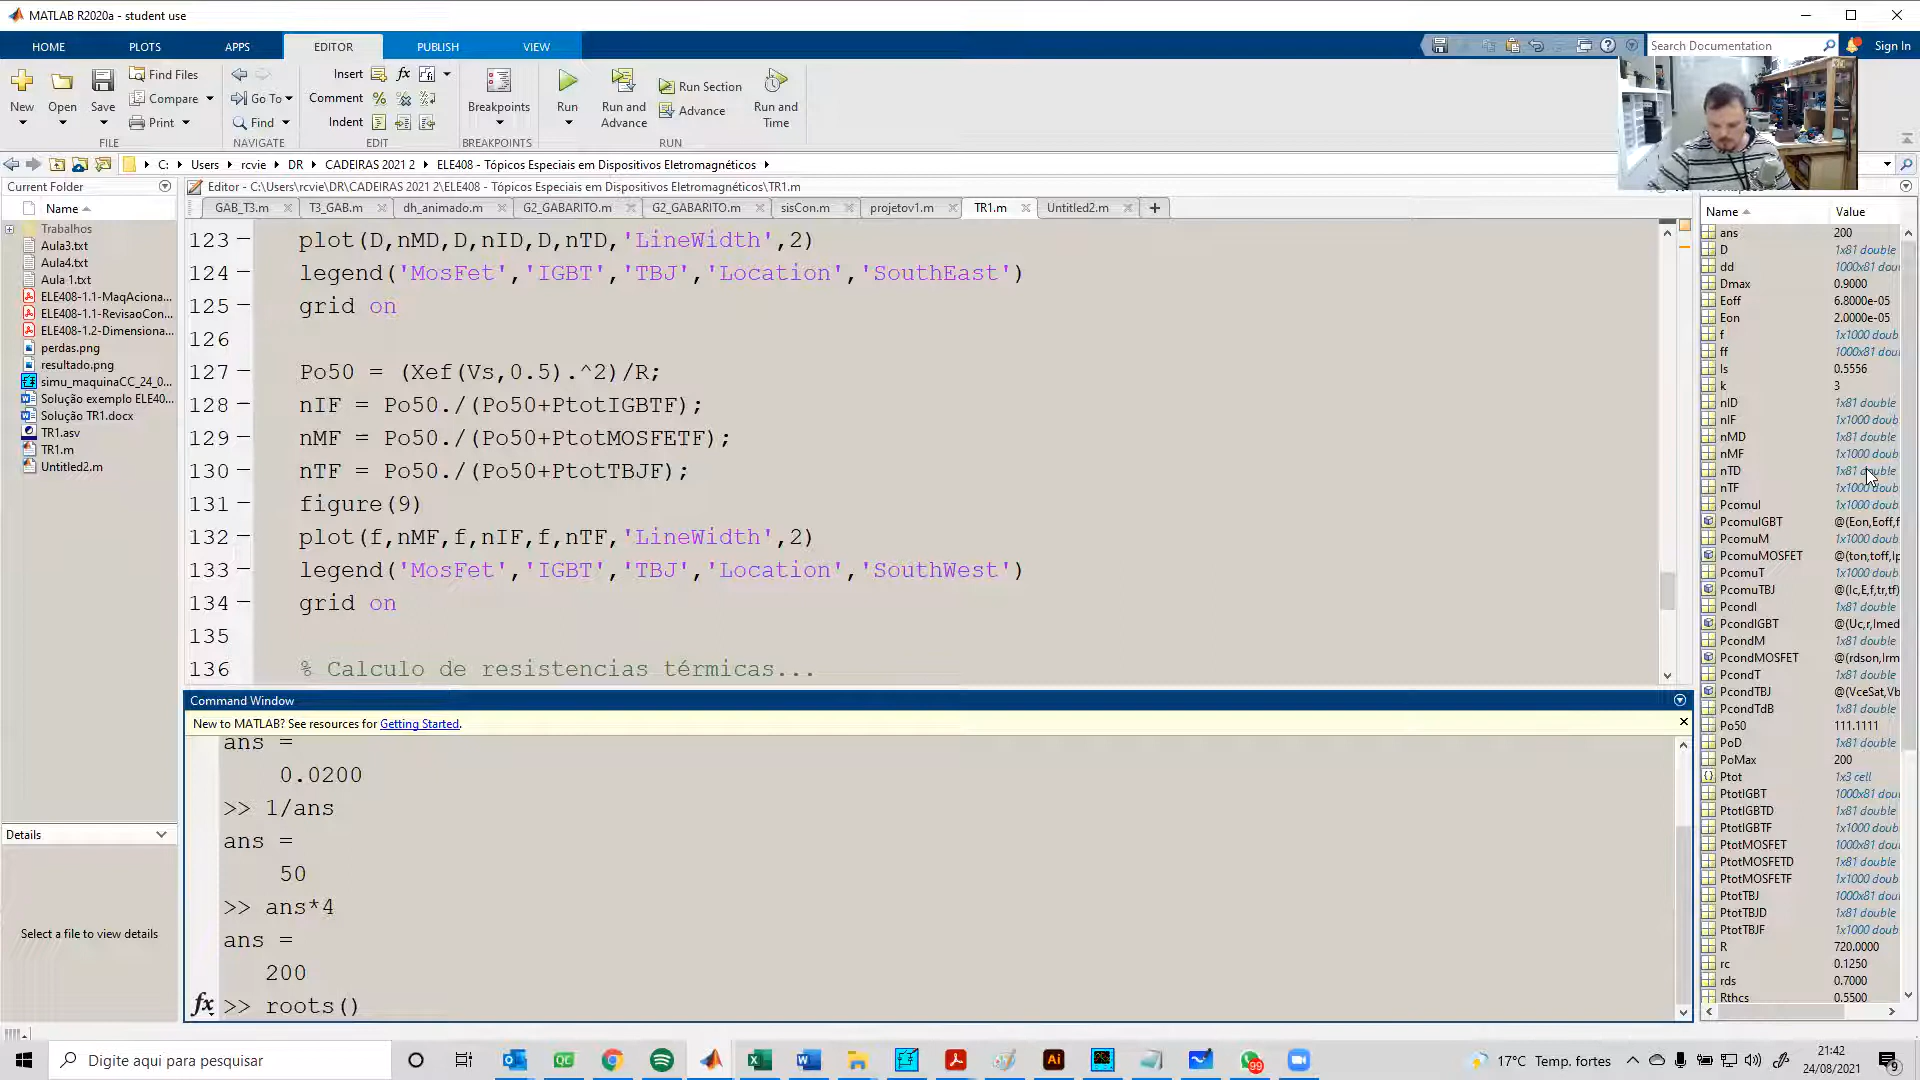 MATLAB R2020a - student use
HOME PLOTS APPS EDITOR PUBLISH VIEW
Search Documentation
Sign In
New
Open
Save
Find Files
Compare
Print
FILE
Go To
Find
NAVIGATE
Insert
Comment
Indent
EDIT
Breakpoints
BREAKPOINTS
Run
Run and Advance
Run Section
Advance
Run and Time
RUN
C: Users rcvie DR CADEIRAS 2021 2 ELE408 - Tópicos Especiais em Dispositivos Eletromagnéticos
Current Folder
Name
Trabalhos
Aula3.txt
Aula4.txt
Aula 1.txt
ELE408-1.1-MaqAciona...
ELE408-1.1-RevisaoCon...
ELE408-1.2-Dimensiona...
perdas.png
resultado.png
simu_maquinaCC_24_0...
Solução exemplo ELE40...
Solução TR1.docx
TR1.asv
TR1.m
Untitled2.m
Details
Select a file to view details
Editor - C:\Users\rcvie\DR\CADEIRAS 2021 2\ELE408 - Tópicos Especiais em Dispositivos Eletromagnéticos\TR1.m
GAB_T3.m T3_GAB.m dh_animado.m G2_GABARITO.m G2_GABARITO.m sisCon.m projetov1.m TR1.m Untitled2.m
123 plot(D,nMD,D,nID,D,nTD,'LineWidth',2)
124 legend('MosFet','IGBT','TBJ','Location','SouthEast')
125 grid on
126
127 Po50 = (Xef(Vs,0.5).^2)/R;
128 nIF = Po50./(Po50+PtotIGBTF);
129 nMF = Po50./(Po50+PtotMOSFETF);
130 nTF = Po50./(Po50+PtotTBJF);
131 figure(9)
132 plot(f,nMF,f,nIF,f,nTF,'LineWidth',2)
133 legend('MosFet','IGBT','TBJ','Location','SouthWest')
134 grid on
135
136 % Calculo de resistencias térmicas...
Command Window
New to MATLAB? See resources for Getting Started.
ans =
0.0200
>> 1/ans
ans =
50
>> ans*4
ans =
200
fx >> roots()
Name Value
ans 200
D 1x81 double
dd 1000x81 dou
Dmax 0.9000
Eoff 6.8000e-05
Eon 2.0000e-05
f 1x1000 doub
ff 1000x81 dou
Is 0.5556
k 3
nID 1x81 double
nIF 1x1000 doub
nMD 1x81 double
nMF 1x1000 doub
nTD 1x81 double
nTF 1x1000 doub
PcomuI 1x1000 doub
PcomuIGBT @(Eon,Eoff,f
PcomuM 1x1000 doub
PcomuMOSFET @(ton,toff,Ip
PcomuT 1x1000 doub
PcomuTBJ @(Ic,E,f,tr,tf)
PcondI 1x81 double
PcondIGBT @(Uc,r,Imed
PcondM 1x81 double
PcondMOSFET @(rdson,Irm
PcondT 1x81 double
PcondTBJ @(VceSat,Vb
PcondTdB 1x81 double
Po50 111.1111
PoD 1x81 double
PoMax 200
Ptot 1x3 cell
PtotIGBT 1000x81 dou
PtotIGBTD 1x81 double
PtotIGBTF 1x1000 doub
PtotMOSFET 1000x81 dou
PtotMOSFETD 1x81 double
PtotMOSFETF 1x1000 doub
PtotTBJ 1000x81 dou
PtotTBJD 1x81 double
PtotTBJF 1x1000 doub
R 720.0000
rc 0.1250
rds 0.7000
Rthcs 0.5500
Digite aqui para pesquisar
17°C Temp. fortes
21:42
24/08/2021